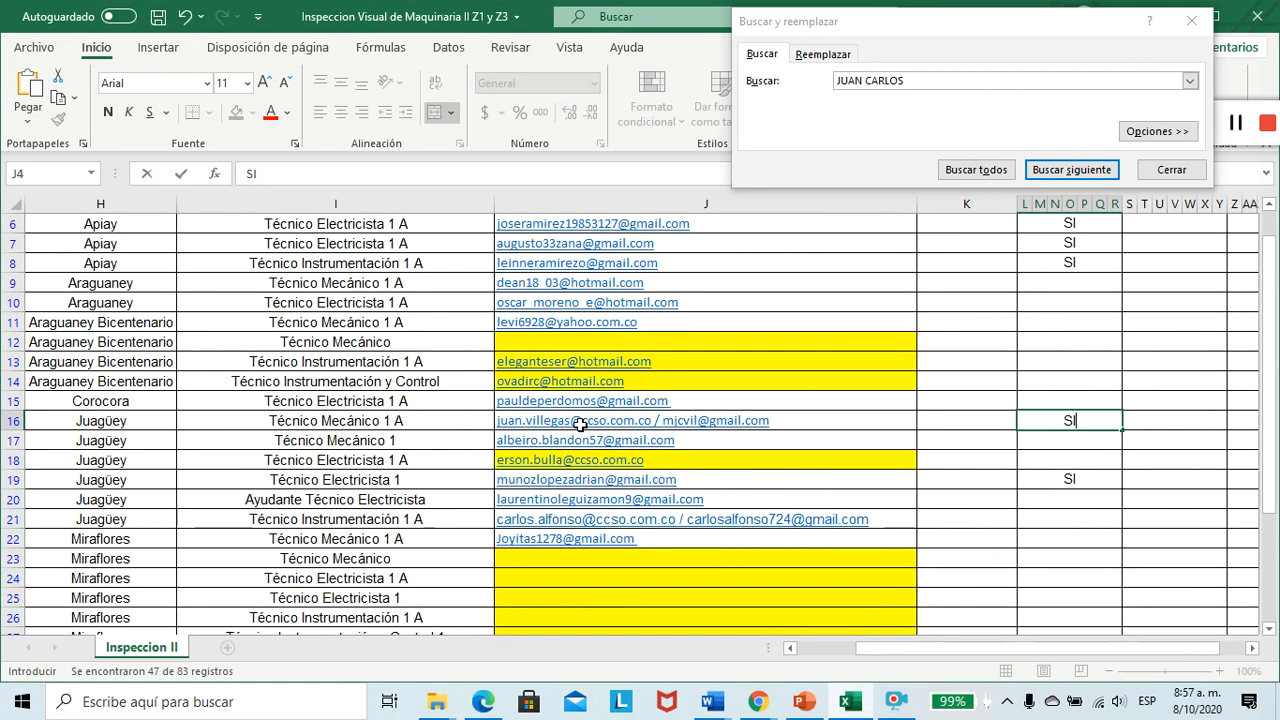 Autoguardado
Inspeccion Visual de Maquinaria II Z1 y Z3
Buscar
Buscar y reemplazar
?
Archivo Inicio Insertar Disposición de página Fórmulas Datos Revisar Vista Ayuda
Buscar Reemplazar
Buscar: JUAN CARLOS
Opciones >>
Buscar todos Buscar siguiente Cerrar
Pegar
Arial 11
N K S
General
Formato condicional
Portapapeles Fuente Alineación Número Estilos
J4 SI
H I J K L M N O P Q R S T U V W X Y Z AA
6 Apiay Técnico Electricista 1 A joseramirez19853127@gmail.com SI
7 Apiay Técnico Electricista 1 A augusto33zana@gmail.com SI
8 Apiay Técnico Instrumentación 1 A leinneramirezo@gmail.com SI
9 Araguaney Técnico Mecánico 1 A dean18_03@hotmail.com
10 Araguaney Técnico Electricista 1 A oscar_moreno_e@hotmail.com
11 Araguaney Bicentenario Técnico Mecánico 1 A levi6928@yahoo.com.co
12 Araguaney Bicentenario Técnico Mecánico
13 Araguaney Bicentenario Técnico Instrumentación 1 A eleganteser@hotmail.com
14 Araguaney Bicentenario Técnico Instrumentación y Control ovadirc@hotmail.com
15 Corocora Técnico Instrumentación 1 A pauldeperdomos@gmail.com
16 Juagüey Técnico Mecánico 1 A juan.villegas@ccso.com.co / mjcvil@gmail.com SI
17 Juagüey Técnico Mecánico 1 albeiro.blandon57@gmail.com
18 Juagüey Técnico Electricista 1 A erson.bulla@ccso.com.co
19 Juagüey Técnico Electricista 1 munozlopezadrian@gmail.com SI
20 Juagüey Ayudante Técnico Electricista laurentinoleguizamon9@gmail.com
21 Juagüey Técnico Instrumentación 1 A carlos.alfonso@ccso.com.co / carlosalfonso724@gmail.com
22 Miraflores Técnico Mecánico 1 A Joyitas1278@gmail.com
23 Miraflores Técnico Mecánico
24 Miraflores Técnico Electricista 1 A
25 Miraflores Técnico Electricista 1
26 Miraflores Técnico Instrumentación 1 A
Inspeccion II
Introducir Se encontraron 47 de 83 registros 100%
Escribe aquí para buscar
99%
ESP
8:57 a. m.
8/10/2020